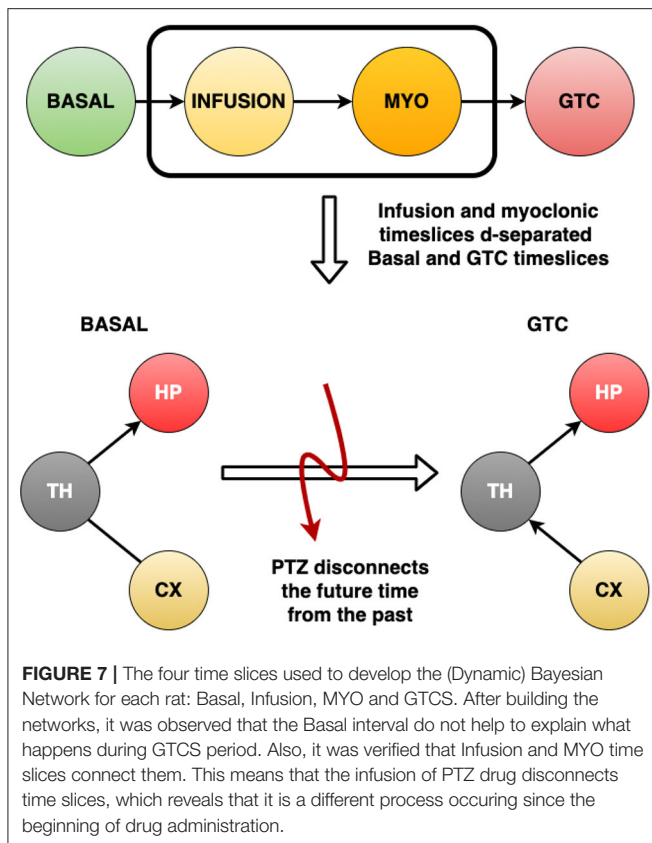 BASAL INFUSION MYO GTC
Infusion and myoclonic
timeslices d-separated
Basal and GTC timeslices
BASAL
GTC
HP
HP
TH
TH
CX
CX
PTZ disconnects
the future time
from the past
FIGURE 7 | The four time slices used to develop the (Dynamic) Bayesian
Network for each rat: Basal, Infusion, MYO and GTCS. After building the
networks, it was observed that the Basal interval do not help to explain what
happens during GTCS period. Also, it was verified that Infusion and MYO time
slices connect them. This means that the infusion of PTZ drug disconnects
time slices, which reveals that it is a different process occuring since the
beginning of drug administration.